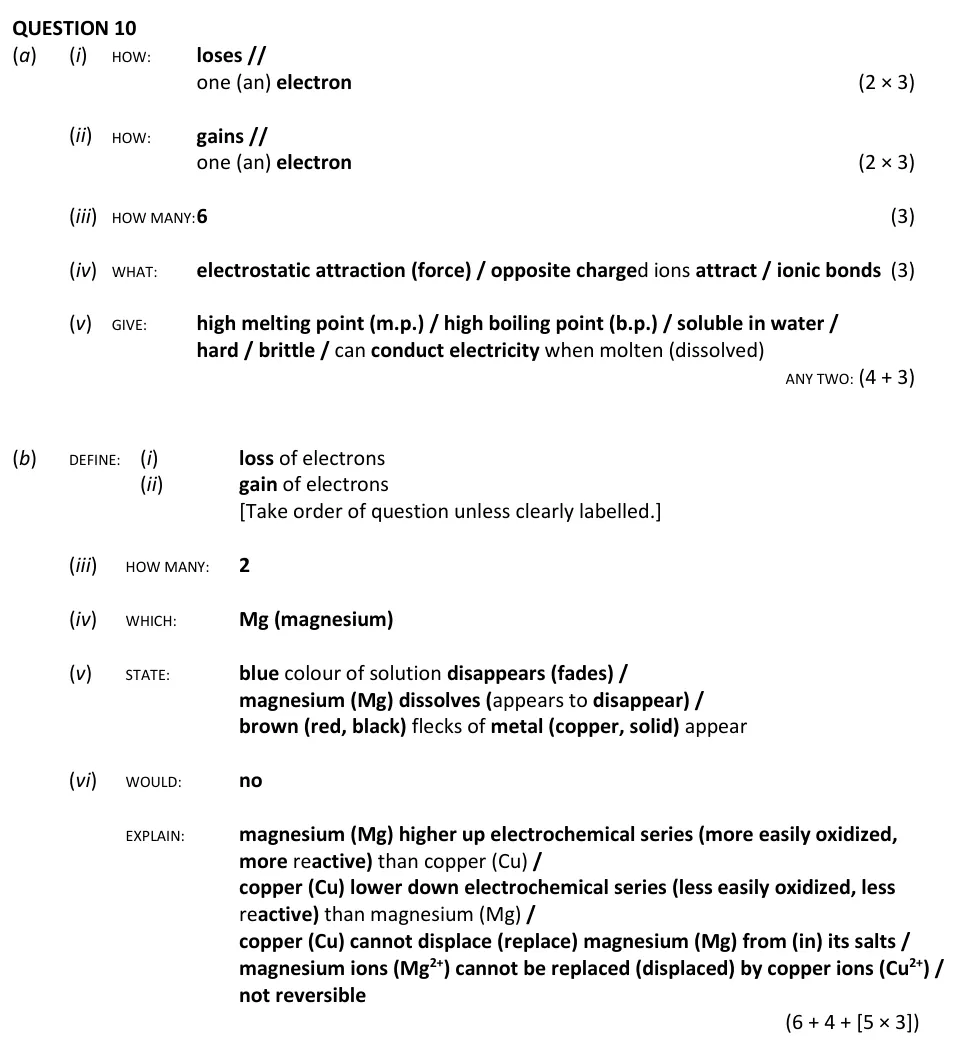 QUESTION 10
(a) (i) HOW: loses //
one (an) electron (2 × 3)
(ii) HOW: gains //
one (an) electron (2 × 3)
(iii) HOW MANY: 6 (3)
(iv) WHAT: electrostatic attraction (force) / opposite charged ions attract / ionic bonds (3)
(v) GIVE: high melting point (m.p.) / high boiling point (b.p.) / soluble in water /
hard / brittle / can conduct electricity when molten (dissolved)
ANY TWO: (4 + 3)
(b) DEFINE: (i) loss of electrons
(ii) gain of electrons
[Take order of question unless clearly labelled.]
(iii) HOW MANY: 2
(iv) WHICH: Mg (magnesium)
(v) STATE: blue colour of solution disappears (fades) /
magnesium (Mg) dissolves (appears to disappear) /
brown (red, black) flecks of metal (copper, solid) appear
(vi) WOULD: no
EXPLAIN: magnesium (Mg) higher up electrochemical series (more easily oxidized,
more reactive) than copper (Cu) /
copper (Cu) lower down electrochemical series (less easily oxidized, less
reactive) than magnesium (Mg) /
copper (Cu) cannot displace (replace) magnesium (Mg) from (in) its salts /
magnesium ions (Mg²⁺) cannot be replaced (displaced) by copper ions (Cu²⁺) /
not reversible
(6 + 4 + [5 × 3])